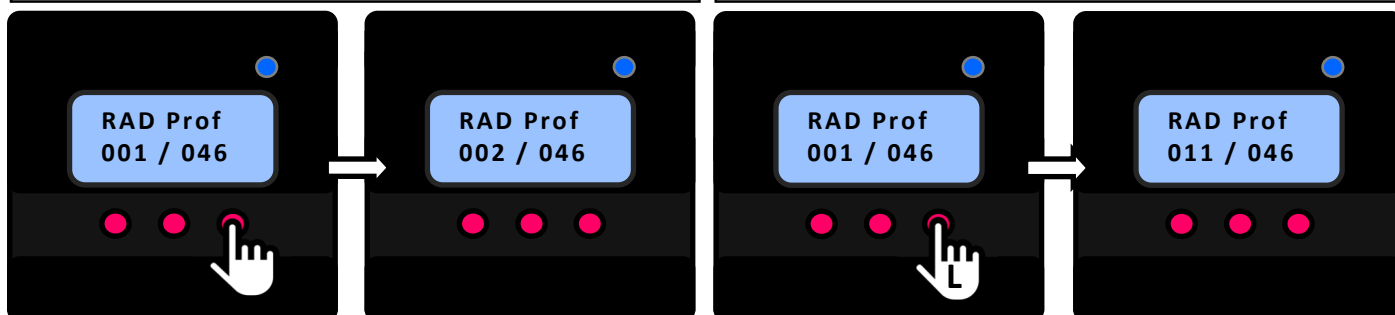 RAD Prof
001 / 046
RAD Prof
002 / 046
RAD Prof
001 / 046
L
RAD Prof
011 / 046